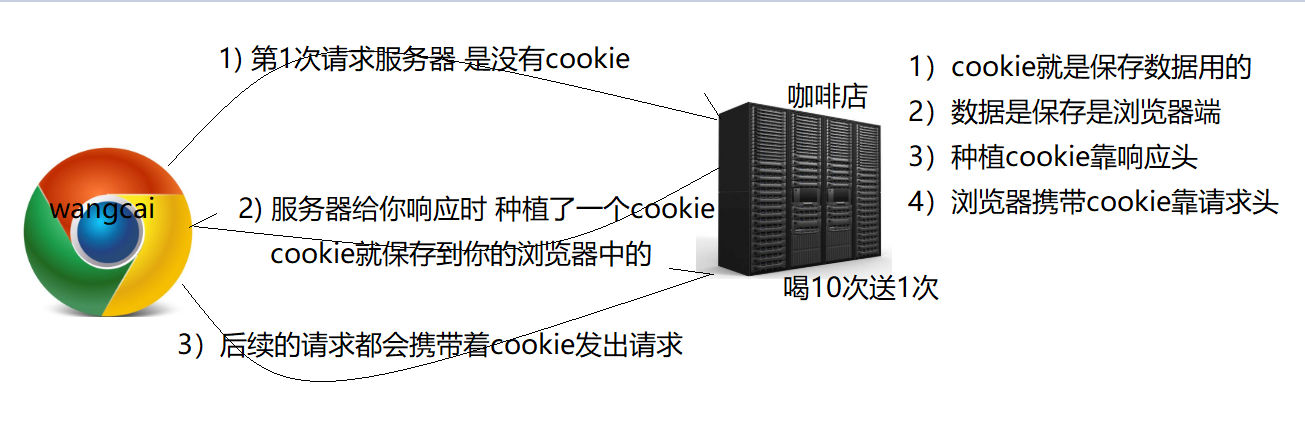 1) 第1次请求服务器 是没有cookie
wangcai
2) 服务器给你响应时 种植了一个cookie
cookie就保存到你的浏览器中的
3）后续的请求都会携带着cookie发出请求
咖啡店
喝10次送1次
1）cookie就是保存数据用的
2）数据是保存是浏览器端
3）种植cookie靠响应头
4）浏览器携带cookie靠请求头